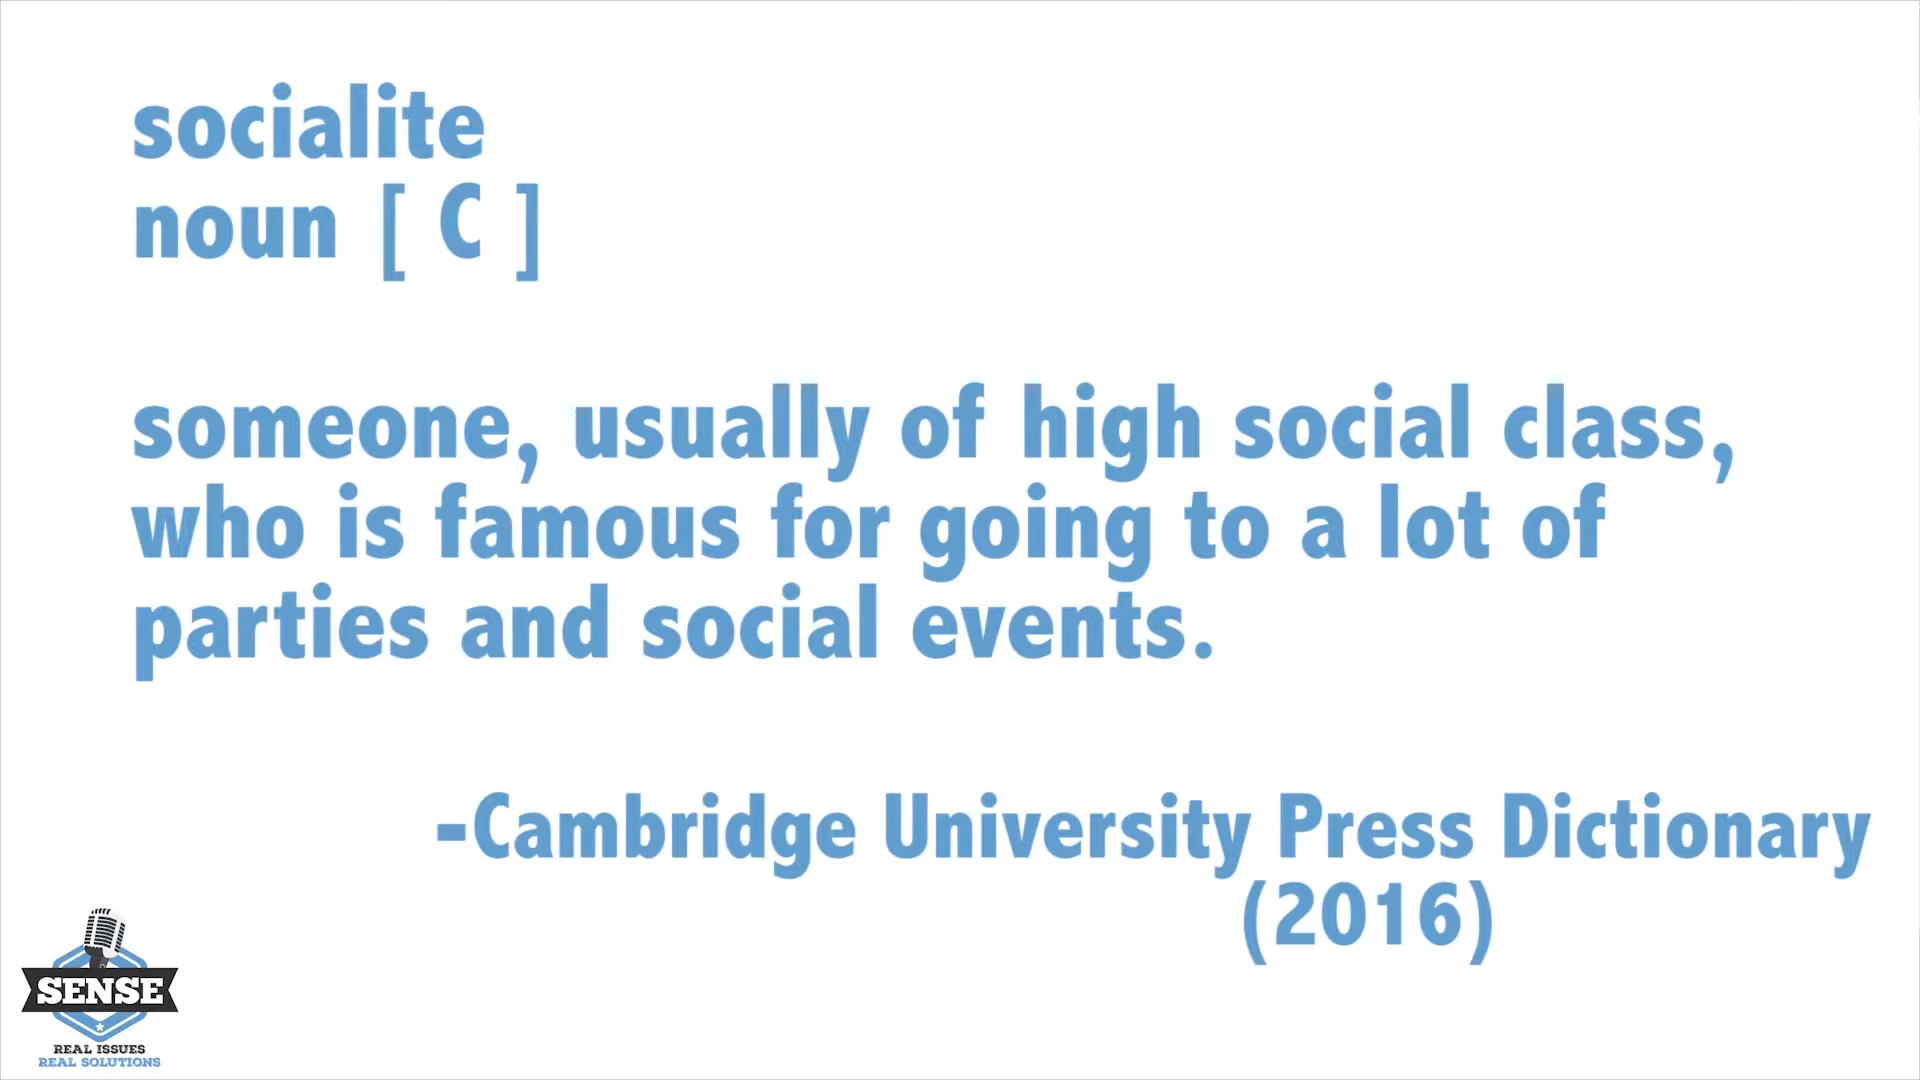 socialite
noun [ C ]
someone, usually of high social class,
who is famous for going to a lot of
parties and social events.
-Cambridge University Press Dictionary
(2016)
SENSE
REAL ISSUES
REAL SOLUTIONS